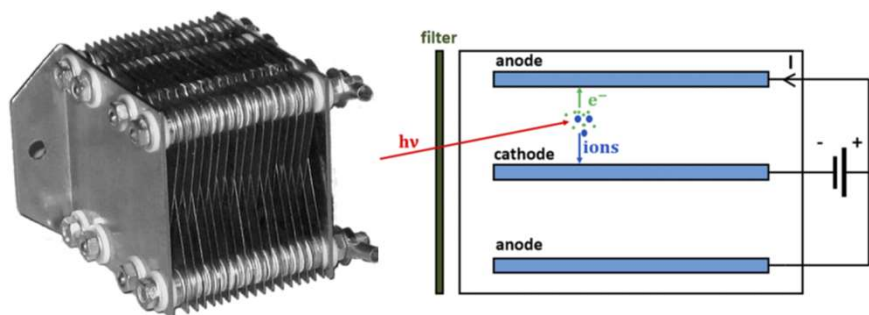 filter
anode
I
e⁻
hν
ions
cathode
- +
anode